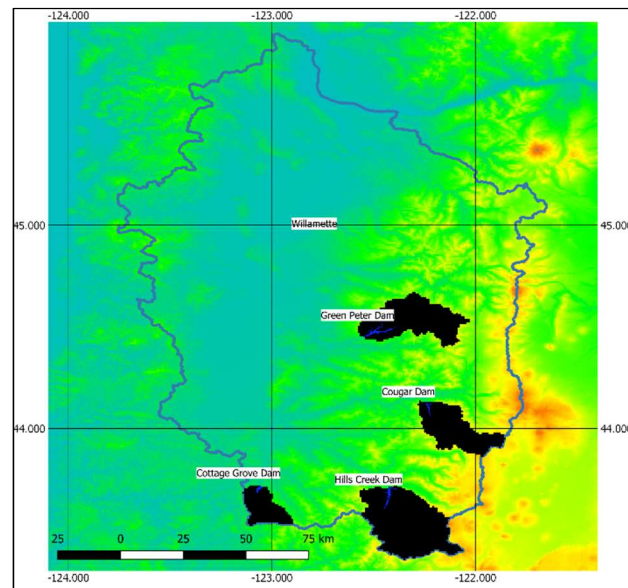 -124.000 -123.000 -122.000
45.000 45.000
Willamette
Green Peter Dam
Cougar Dam
44.000 44.000
Cottage Grove Dam Hills Creek Dam
25 0 25 50 75 km
-124.000 -123.000 -122.000